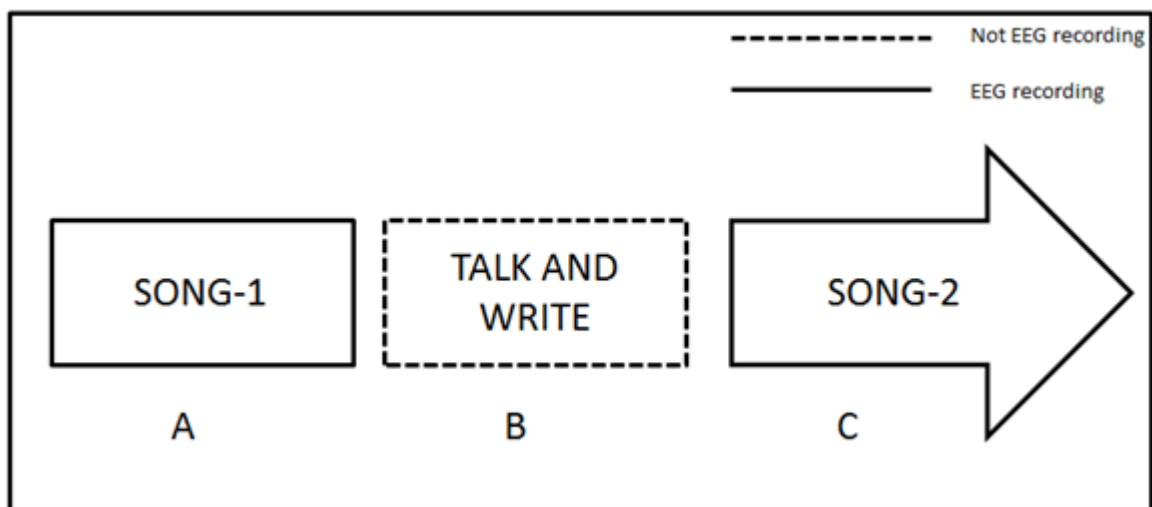 Not EEG recording
EEG recording
SONG-1
TALK AND
WRITE
SONG-2
A
B
C